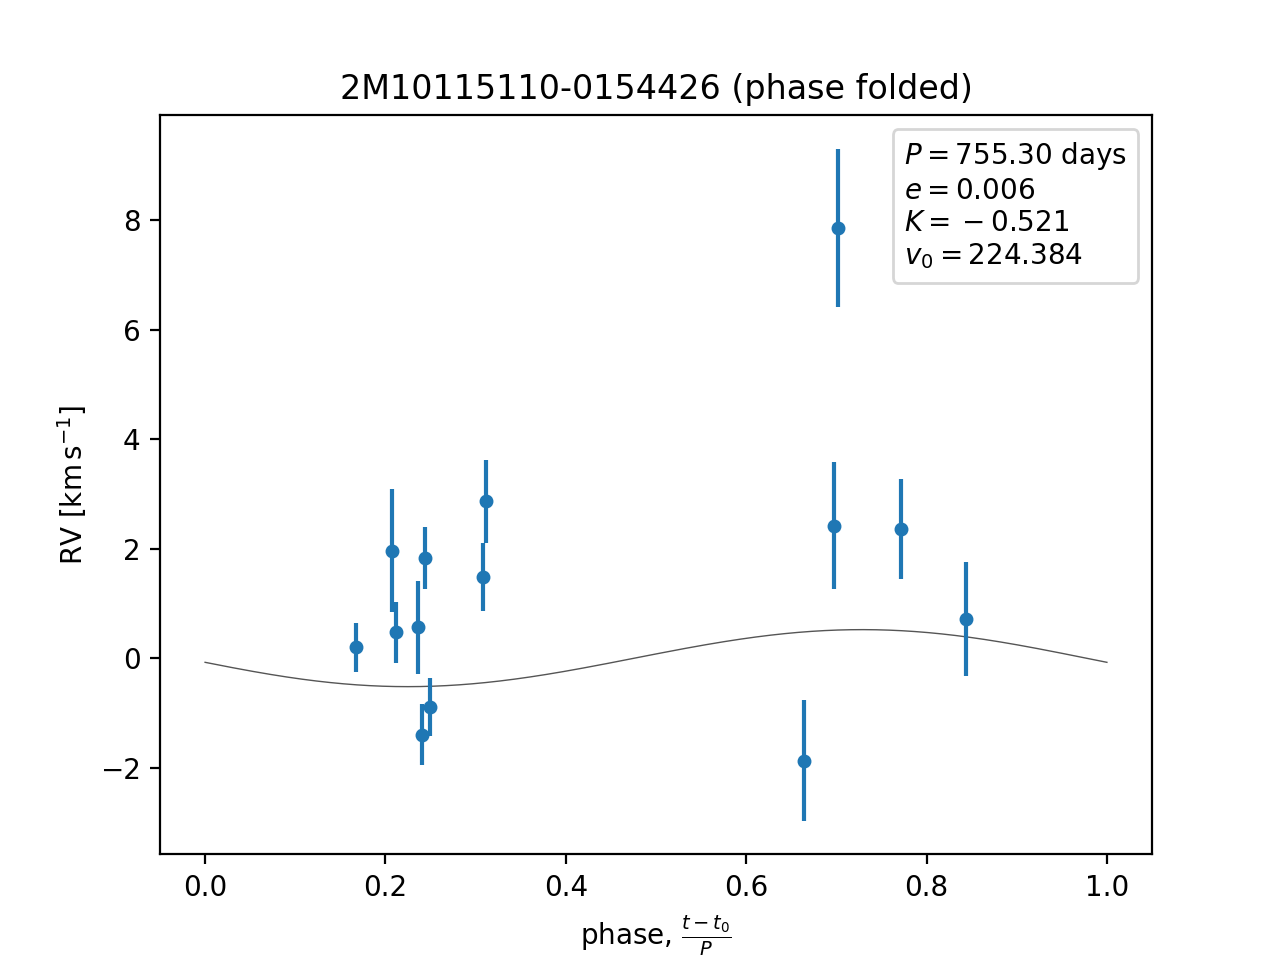 2M10115110-0154426 (phase folded)
P = 755.30 days
e = 0.006
K = −0.521
v₀ = 224.384
RV [km s⁻¹]
8
6
4
2
0
−2
0.0 0.2 0.4 0.6 0.8 1.0
phase, (t − t₀)/P